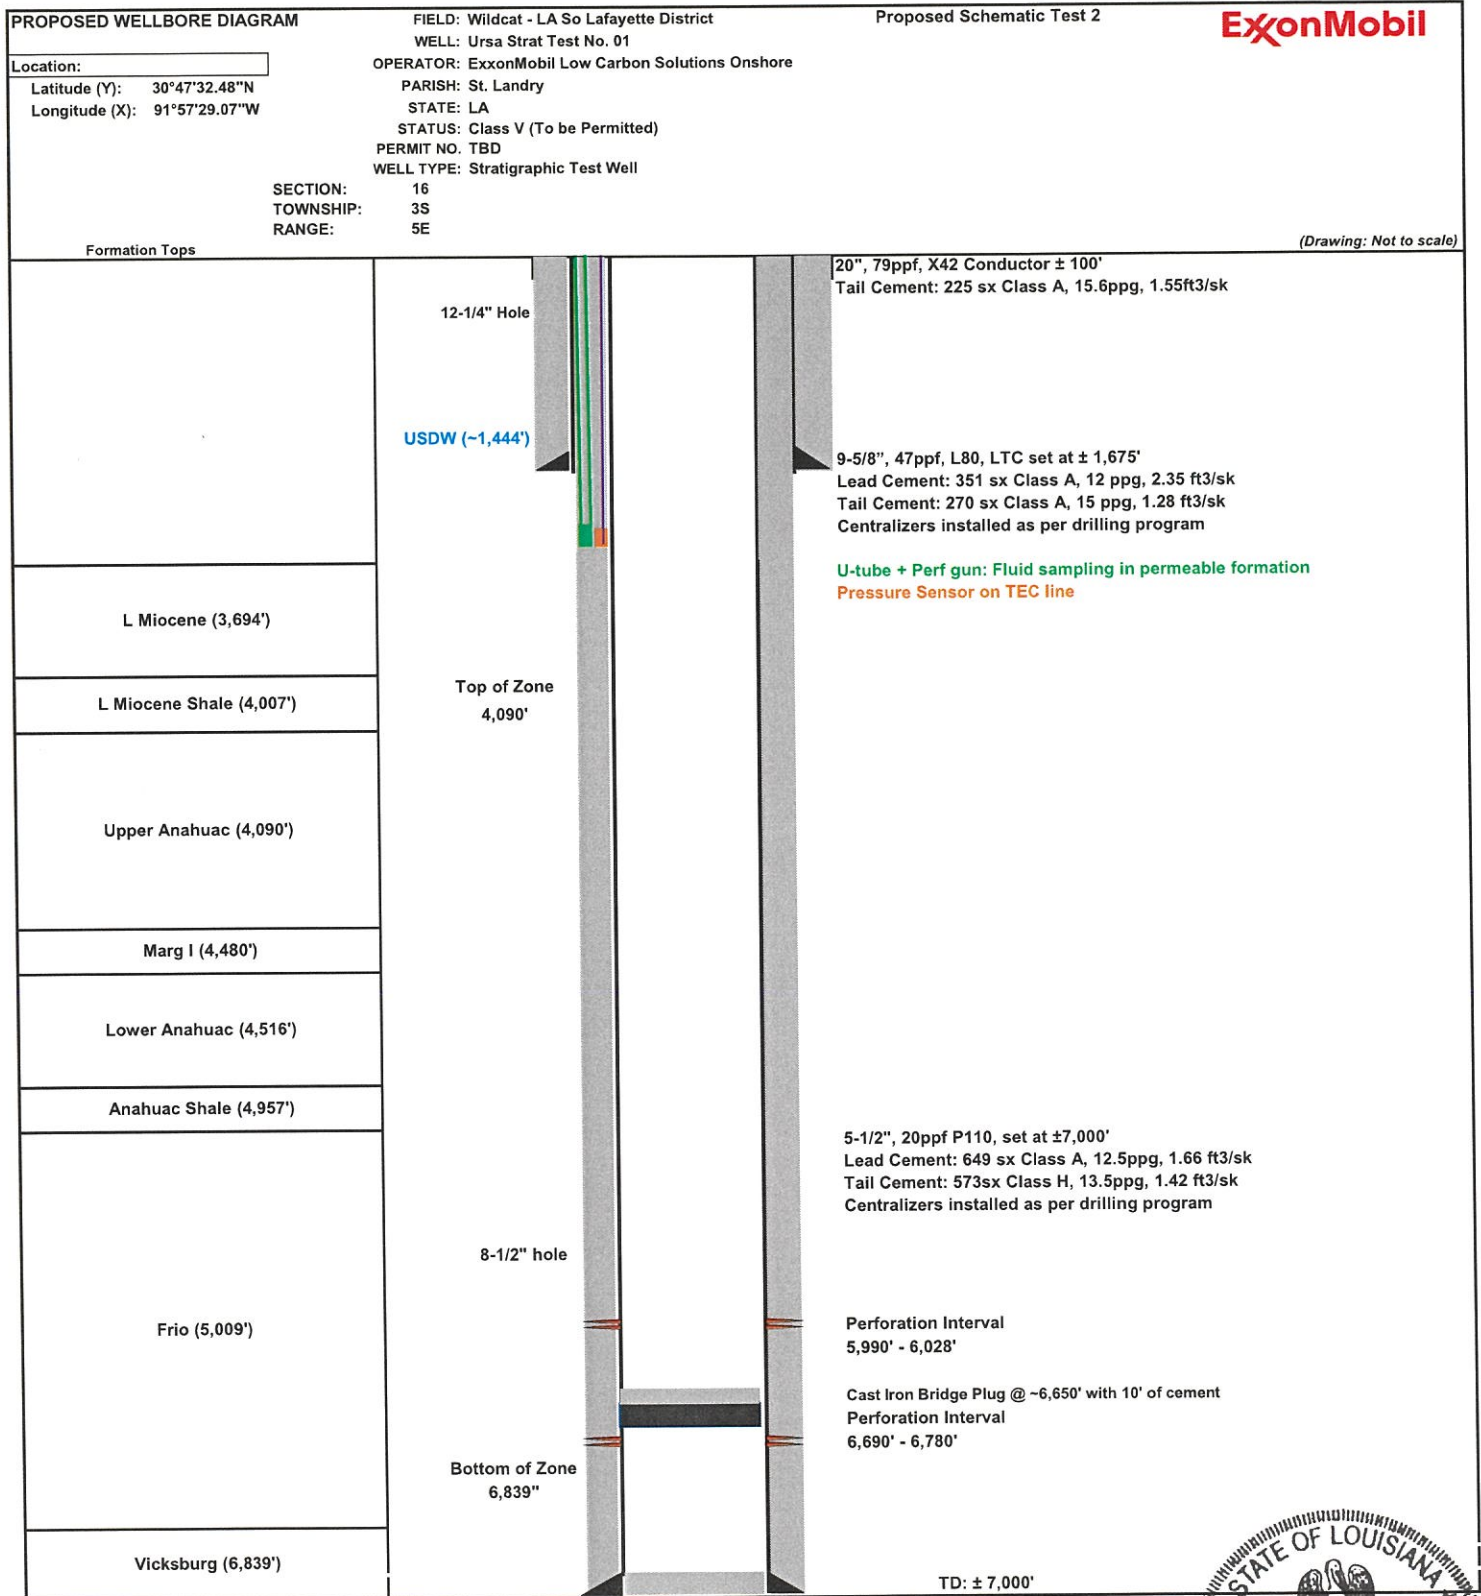 PROPOSED WELLBORE DIAGRAM
FIELD: Wildcat - LA So Lafayette District
Proposed Schematic Test 2
ExxonMobil
WELL: Ursa Strat Test No. 01
Location:
OPERATOR: ExxonMobil Low Carbon Solutions Onshore
Latitude (Y): 30°47'32.48"N
PARISH: St. Landry
Longitude (X): 91°57'29.07"W
STATE: LA
STATUS: Class V (To be Permitted)
PERMIT NO. TBD
WELL TYPE: Stratigraphic Test Well
SECTION: 16
TOWNSHIP: 3S
RANGE: 5E
Formation Tops
(Drawing: Not to scale)
20", 79ppf, X42 Conductor ± 100'
Tail Cement: 225 sx Class A, 15.6ppg, 1.55ft3/sk
12-1/4" Hole
USDW (~1,444')
9-5/8", 47ppf, L80, LTC set at ± 1,675'
Lead Cement: 351 sx Class A, 12 ppg, 2.35 ft3/sk
Tail Cement: 270 sx Class A, 15 ppg, 1.28 ft3/sk
Centralizers installed as per drilling program
U-tube + Perf gun: Fluid sampling in permeable formation
Pressure Sensor on TEC line
L Miocene (3,694')
Top of Zone
4,090'
L Miocene Shale (4,007')
Upper Anahuac (4,090')
Marg I (4,480')
Lower Anahuac (4,516')
Anahuac Shale (4,957')
5-1/2", 20ppf P110, set at ±7,000'
Lead Cement: 649 sx Class A, 12.5ppg, 1.66 ft3/sk
Tail Cement: 573sx Class H, 13.5ppg, 1.42 ft3/sk
Centralizers installed as per drilling program
8-1/2" hole
Frio (5,009')
Perforation Interval
5,990' - 6,028'
Cast Iron Bridge Plug @ ~6,650' with 10' of cement
Perforation Interval
6,690' - 6,780'
Bottom of Zone
6,839"
Vicksburg (6,839')
TD: ± 7,000'
STATE OF LOUISIANA